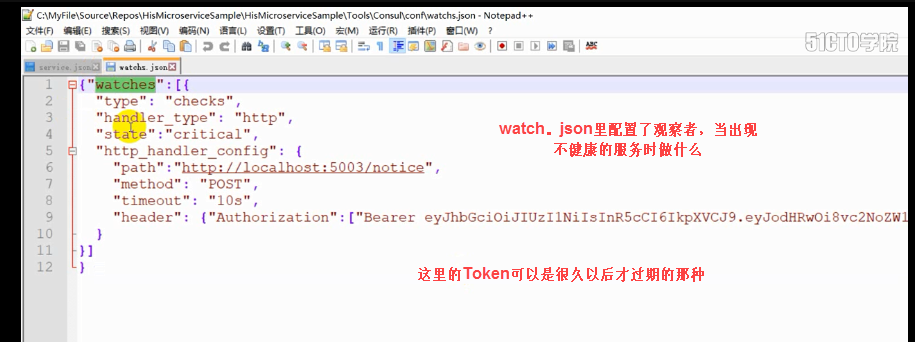 C:\MyFile\Source\Repos\HisMicroserviceSample\HisMicroserviceSample\Tools\Consul\conf\watchs.json - Notepad++
文件(F) 编辑(E) 搜索(S) 视图(V) 编码(N) 语言(L) 设置(T) 工具(O) 宏(M) 运行(R) 插件(P) 窗口(W) ?
51CTO学院
service.json watchs.json
1 {"watches":[{
2 "type": "checks",
3 "handler_type": "http",
4 "state":"critical",
5 "http_handler_config": {
6 "path":"http://localhost:5003/notice",
7 "method": "POST",
8 "timeout": "10s",
9 "header": {"Authorization":["Bearer eyJhbGciOiJIUzI1NiIsInR5cCI6IkpXVCJ9.eyJodHRwOi8vc2NoZW1
10 }
11 }]
12 }
watch。json里配置了观察者，当出现
不健康的服务时做什么
这里的Token可以是很久以后才过期的那种